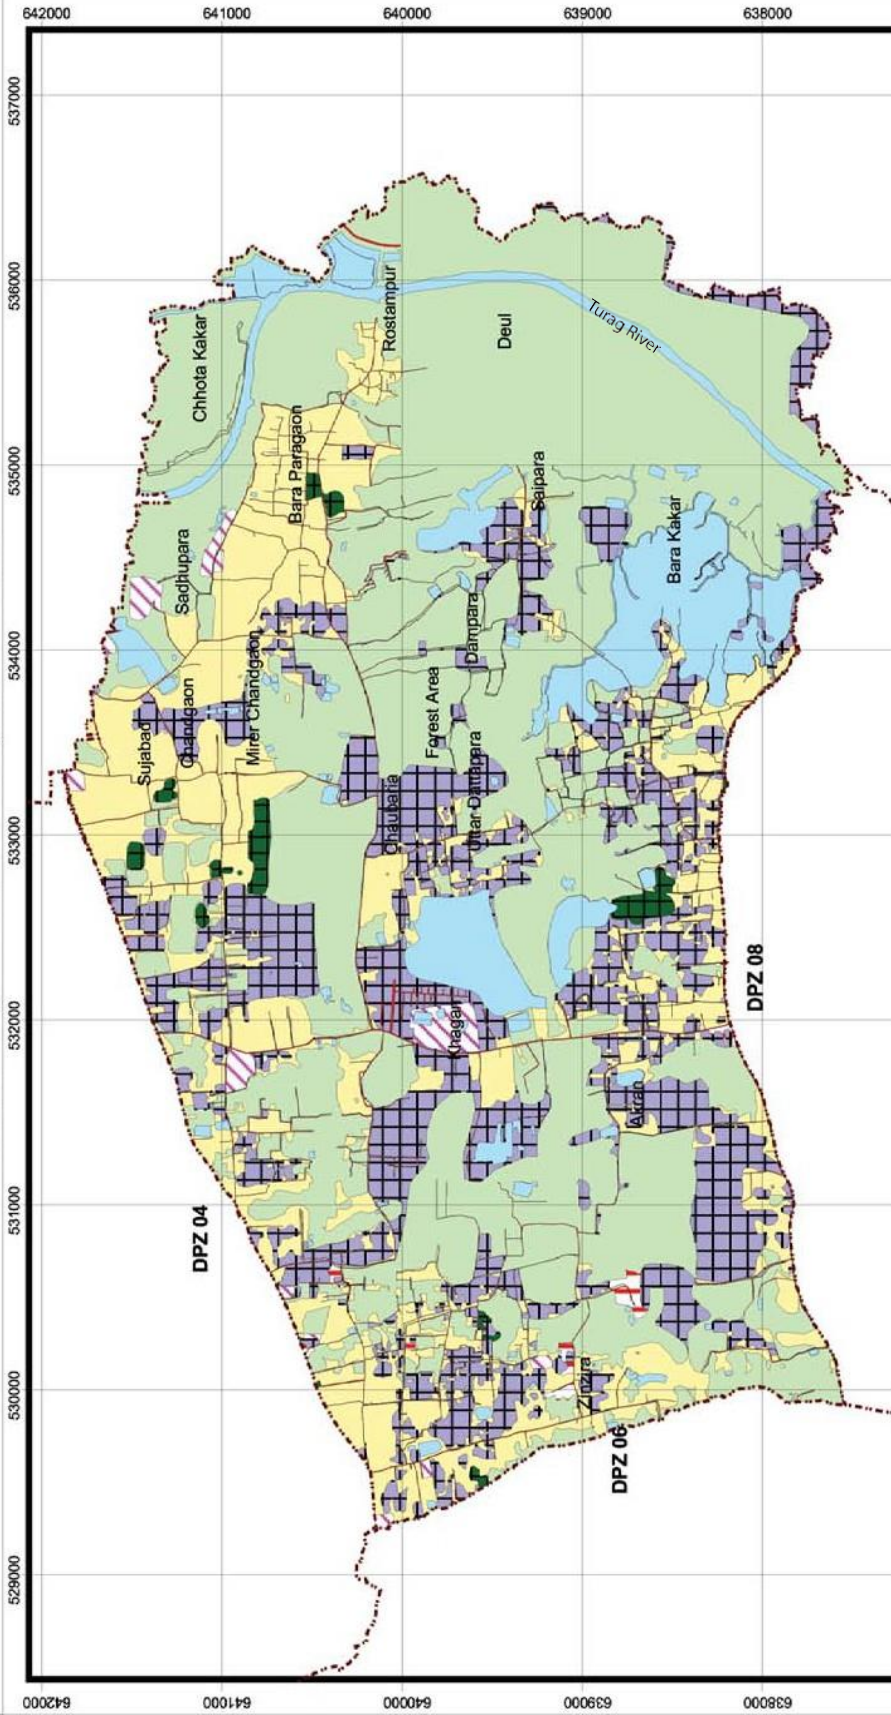 642000
641000
640000
639000
638000
537000
536000
535000
534000
533000
532000
531000
530000
529000
Chhota Kakar
Rostampur
Deul
Turag River
Bara Paragaon
Saipara
Sadhupara
Bara Kakar
Dampara
Mirer Chandgaon
Chandgaon
Sujabad
Forest Area
Uttar Dattapara
Chaubaria
Khagan
DPZ 08
Akran
DPZ 04
Zinzira
DPZ 06
642000
641000
640000
639000
638000